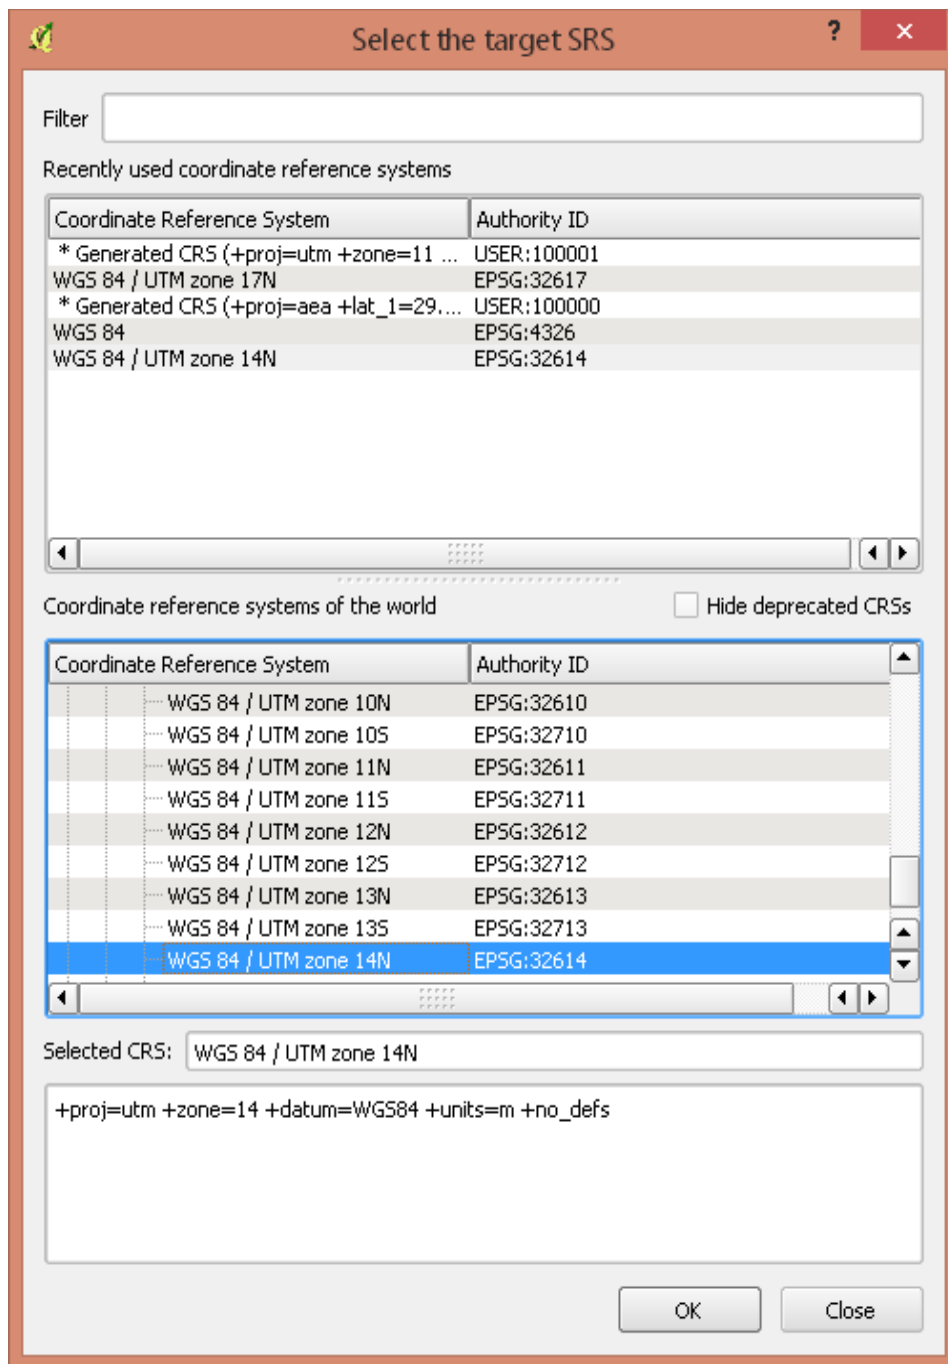 Select the target SRS
?
×
Filter
Recently used coordinate reference systems
Coordinate Reference System Authority ID
* Generated CRS (+proj=utm +zone=11 ... USER:100001
WGS 84 / UTM zone 17N EPSG:32617
* Generated CRS (+proj=aea +lat_1=29.... USER:100000
WGS 84 EPSG:4326
WGS 84 / UTM zone 14N EPSG:32614
Coordinate reference systems of the world Hide deprecated CRSs
Coordinate Reference System Authority ID
WGS 84 / UTM zone 10N EPSG:32610
WGS 84 / UTM zone 10S EPSG:32710
WGS 84 / UTM zone 11N EPSG:32611
WGS 84 / UTM zone 11S EPSG:32711
WGS 84 / UTM zone 12N EPSG:32612
WGS 84 / UTM zone 12S EPSG:32712
WGS 84 / UTM zone 13N EPSG:32613
WGS 84 / UTM zone 13S EPSG:32713
WGS 84 / UTM zone 14N EPSG:32614
Selected CRS: WGS 84 / UTM zone 14N
+proj=utm +zone=14 +datum=WGS84 +units=m +no_defs
OK Close